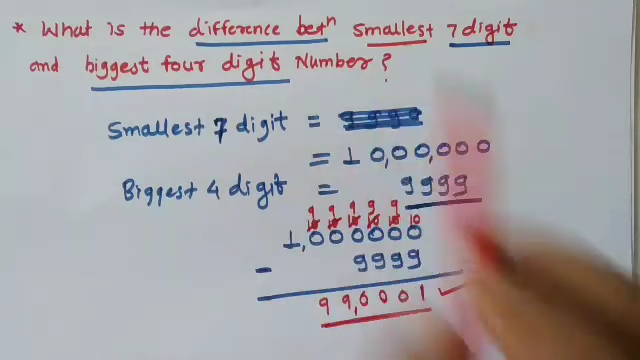 * What is the difference betn smallest 7 digit
and biggest four digit Number?
Smallest 7 digit =
= 1 0,00,000
Biggest 4 digit = 9999
9 9 9 9 9
10 10 10 10 10 10
1,000000
- 9999
99,0001